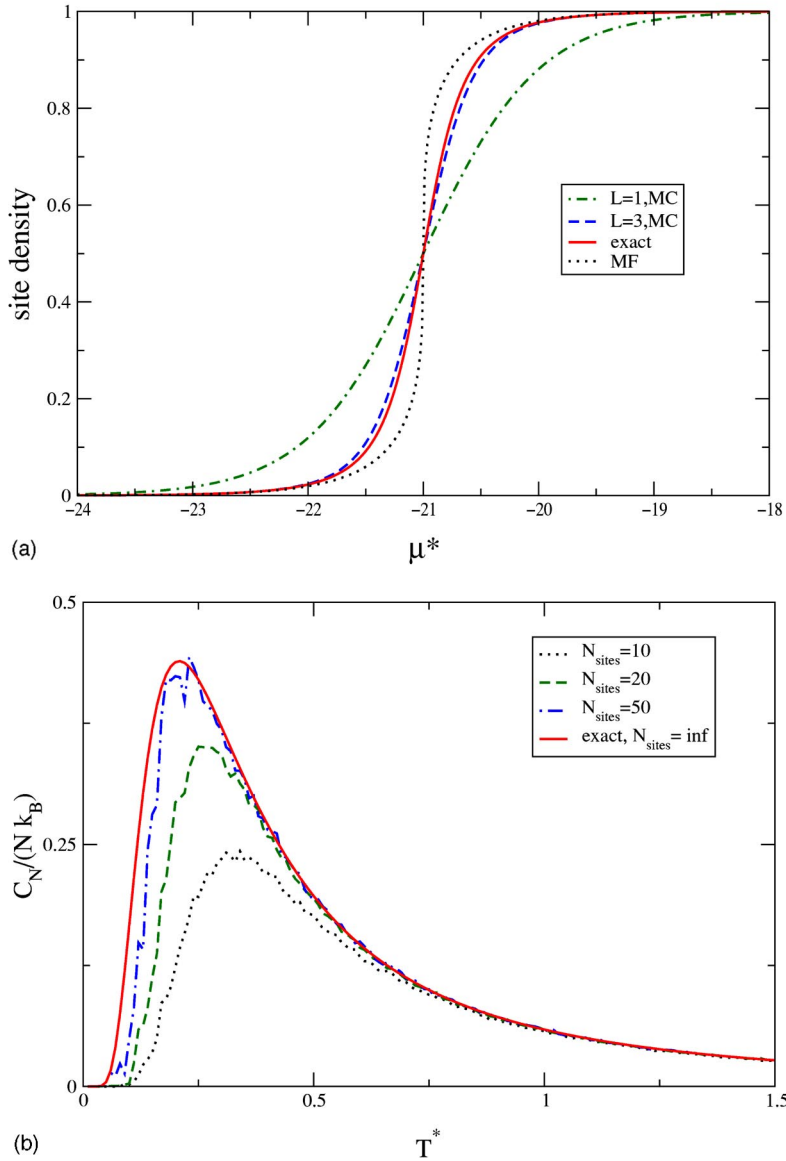 1
0.8
0.6
0.4
0.2
0
site density
L=1,MC
L=3,MC
exact
MF
−24
−23
−22
−21
−20
−19
−18
(a)
μ*
0.5
0.25
0
C_N/(N k_B)
N_sites=10
N_sites=20
N_sites=50
exact, N_sites= inf
0
0.5
1
1.5
(b)
T*